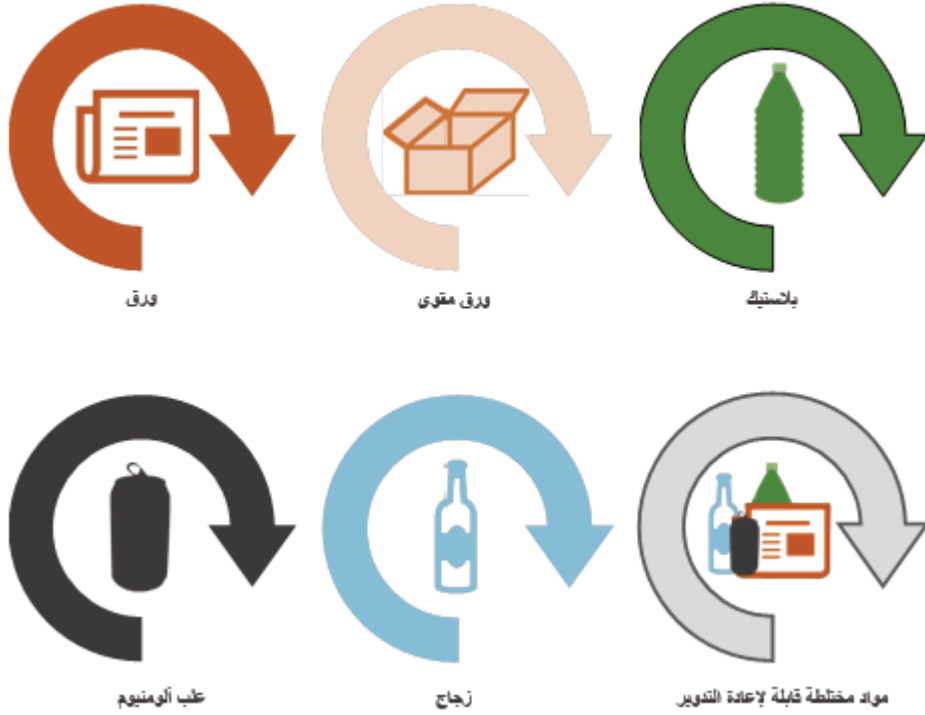 ورق
ورق مقوى
بلاستيك
علب ألومنيوم
زجاج
مواد مختلطة قابلة لإعادة التدوير